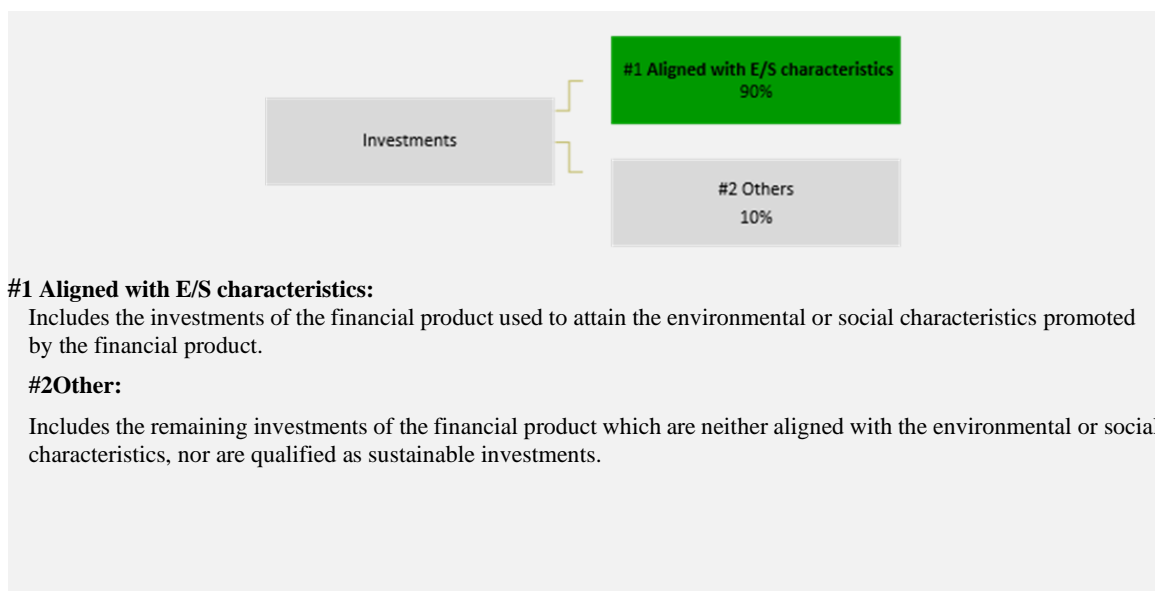 #1 Aligned with E/S characteristics
90%
Investments
#2 Others
10%
#1 Aligned with E/S characteristics:
Includes the investments of the financial product used to attain the environmental or social characteristics promoted
by the financial product.
#2Other:
Includes the remaining investments of the financial product which are neither aligned with the environmental or social
characteristics, nor are qualified as sustainable investments.